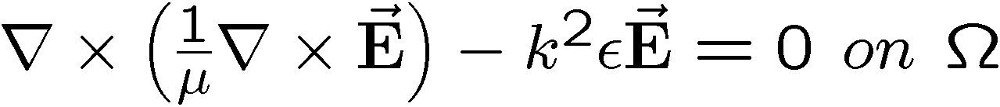 ∇ × (1/μ ∇ × E⃗) − k²ϵE⃗ = 0 on Ω